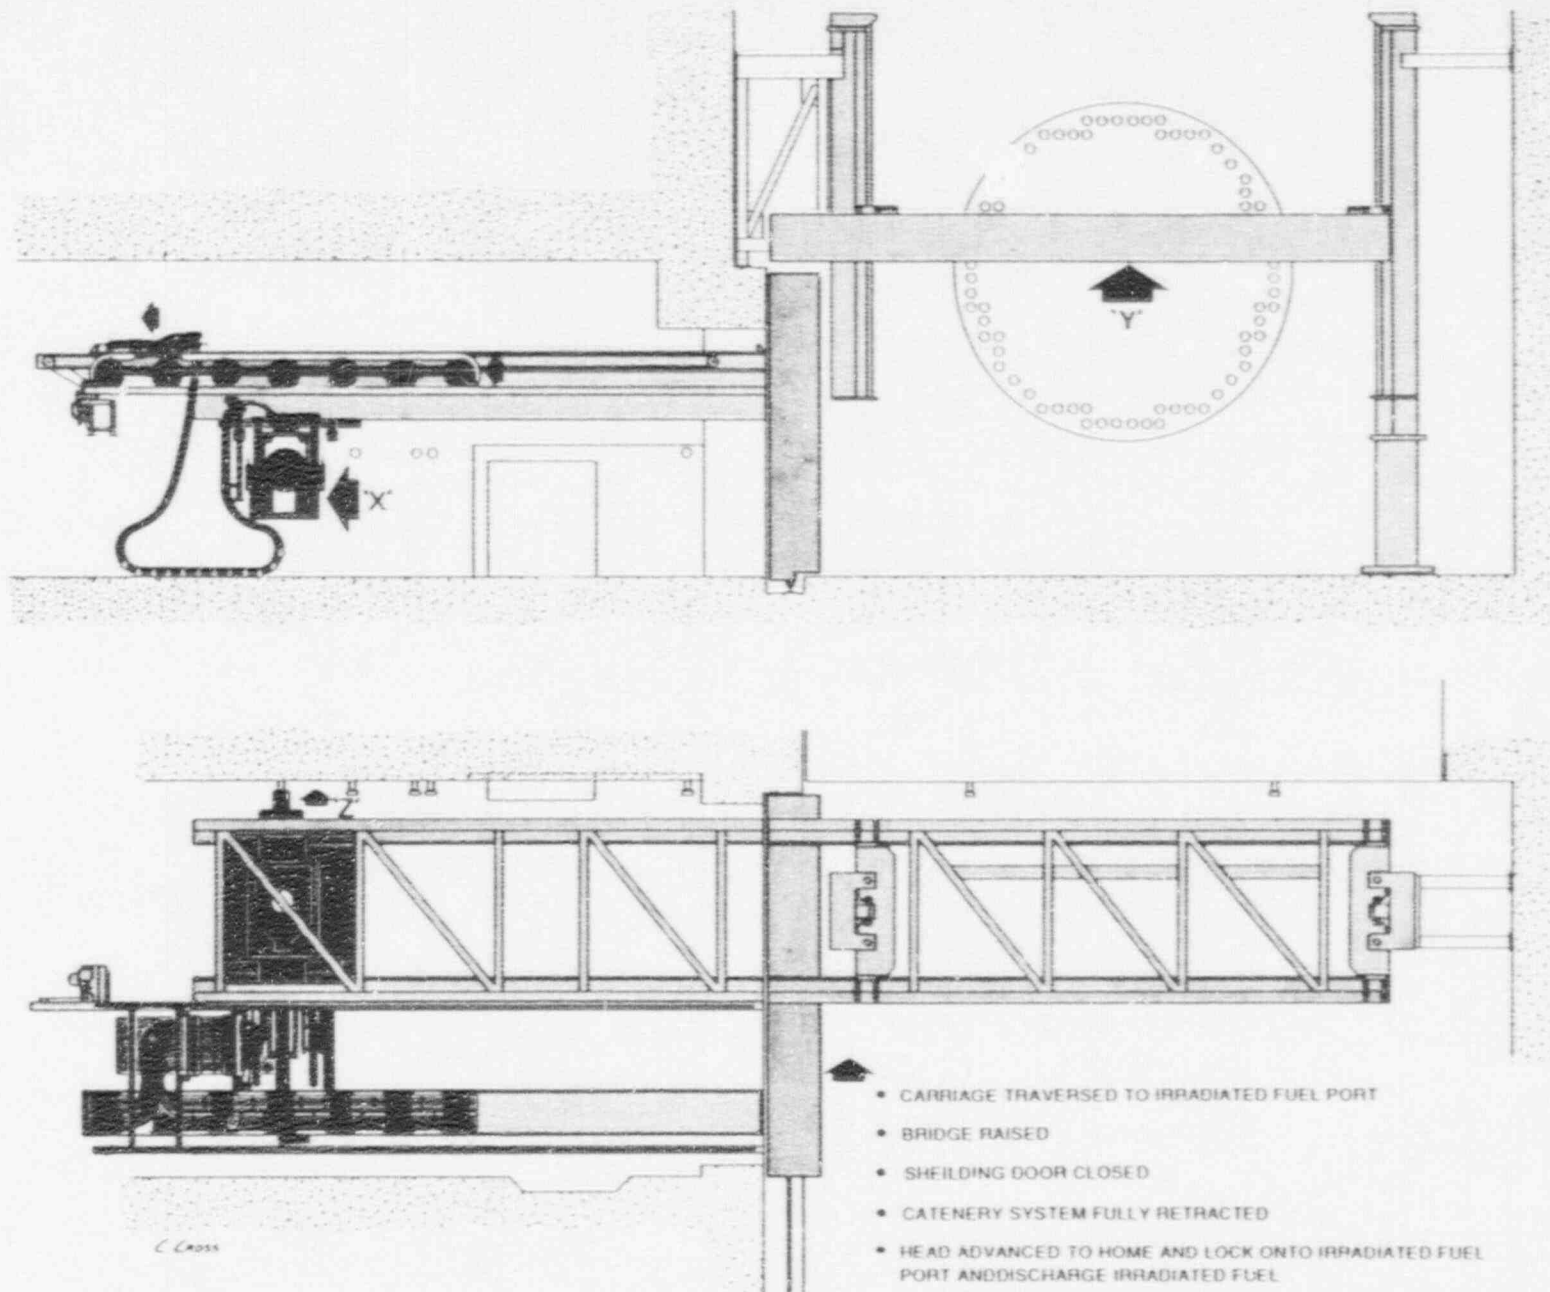 "Y"
"X"
"Z"
• CARRIAGE TRAVERSED TO IRRADIATED FUEL PORT
• BRIDGE RAISED
• SHEILDING DOOR CLOSED
• CATENERY SYSTEM FULLY RETRACTED
• HEAD ADVANCED TO HOME AND LOCK ONTO IRRADIATED FUEL
PORT ANDDISCHARGE IRRADIATED FUEL
C CROSS